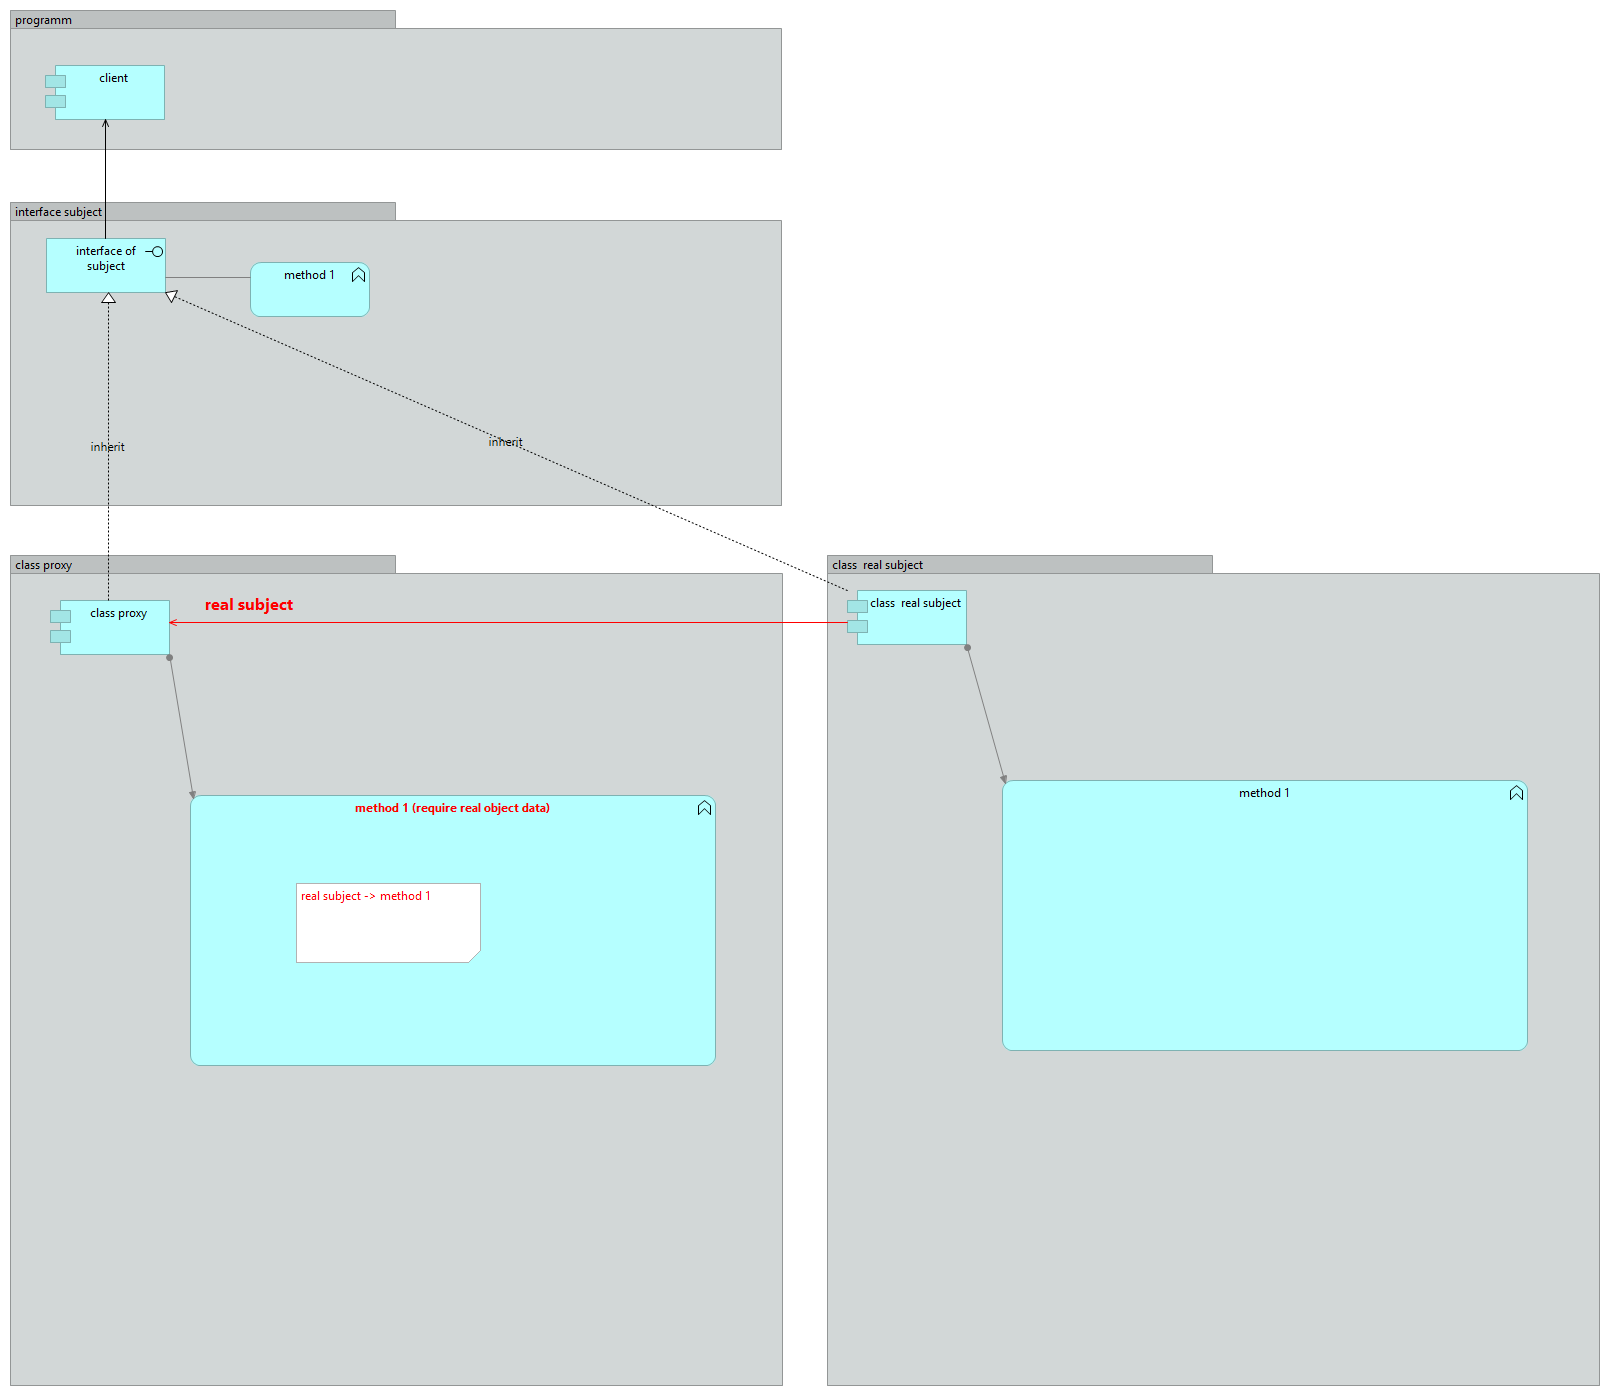 programm
client
interface subject
interface of
subject
method 1
inherit
inherit
class proxy
class proxy
real subject
method 1 (require real object data)
real subject -> method 1
class  real subject
class  real subject
method 1